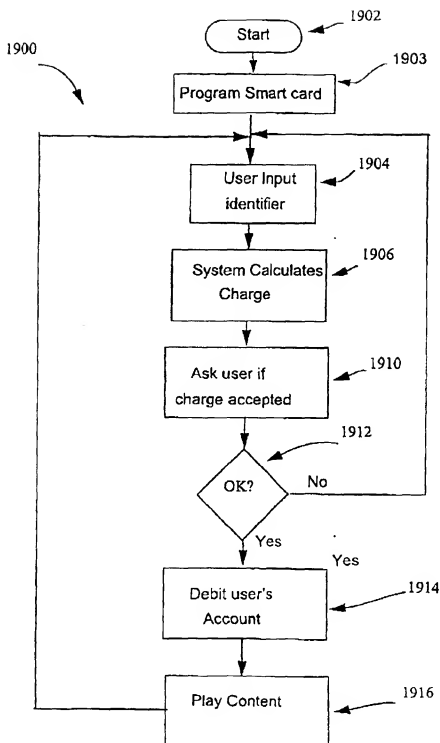 1902
Start
1900
1903
Program Smart card
1904
User Input
identifier
1906
System Calculates
Charge
1910
Ask user if
charge accepted
1912
OK?
No
Yes
Yes
1914
Debit user's
Account
Play Content
1916